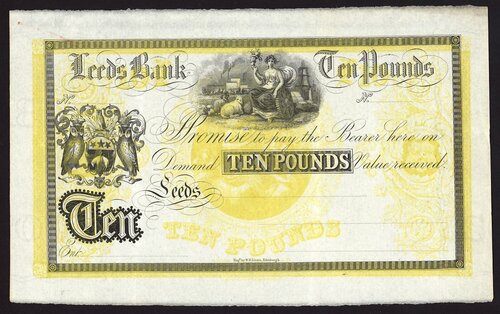 Leeds Bank Ten Pounds
No. No.
Promise to pay the Bearer here on
Demand TEN POUNDS Value received.
Leeds
Ten
TEN POUNDS
Ent.